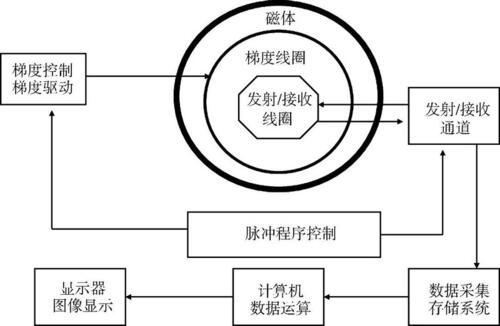 磁体
梯度线圈
梯度控制
梯度驱动
发射/接收
线圈
发射/接收
通道
脉冲程序控制
显示器
图像显示
计算机
数据运算
数据采集
存储系统